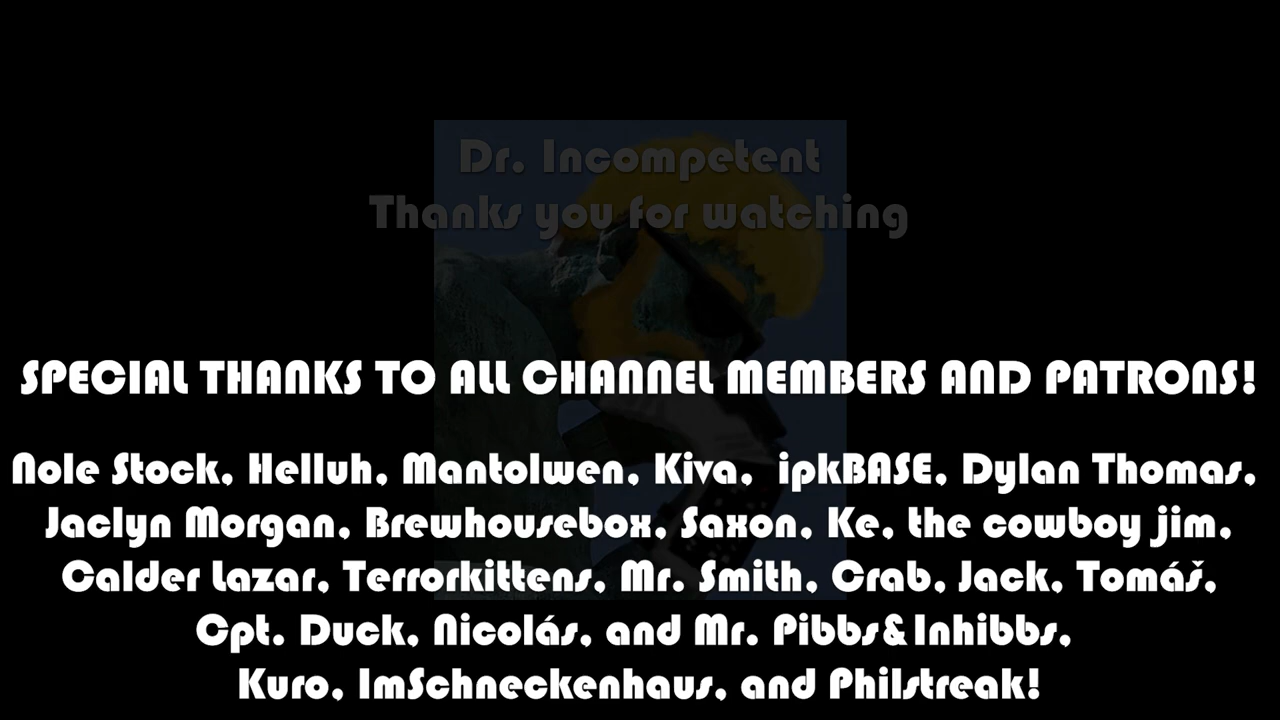 Dr. Incompetent
Thanks you for watching
SPECIAL THANKS TO ALL CHANNEL MEMBERS AND PATRONS!
Nole Stock, Helluh, Mantolwen, Kiva,  ipkBASE, Dylan Thomas,
Jaclyn Morgan, Brewhousebox, Saxon, Ke, the cowboy jim,
Calder Lazar, Terrorkittens, Mr. Smith, Crab, Jack, Tomáš,
Cpt. Duck, Nicolás, and Mr. Pibbs&Inhibbs,
Kuro, ImSchneckenhaus, and Philstreak!